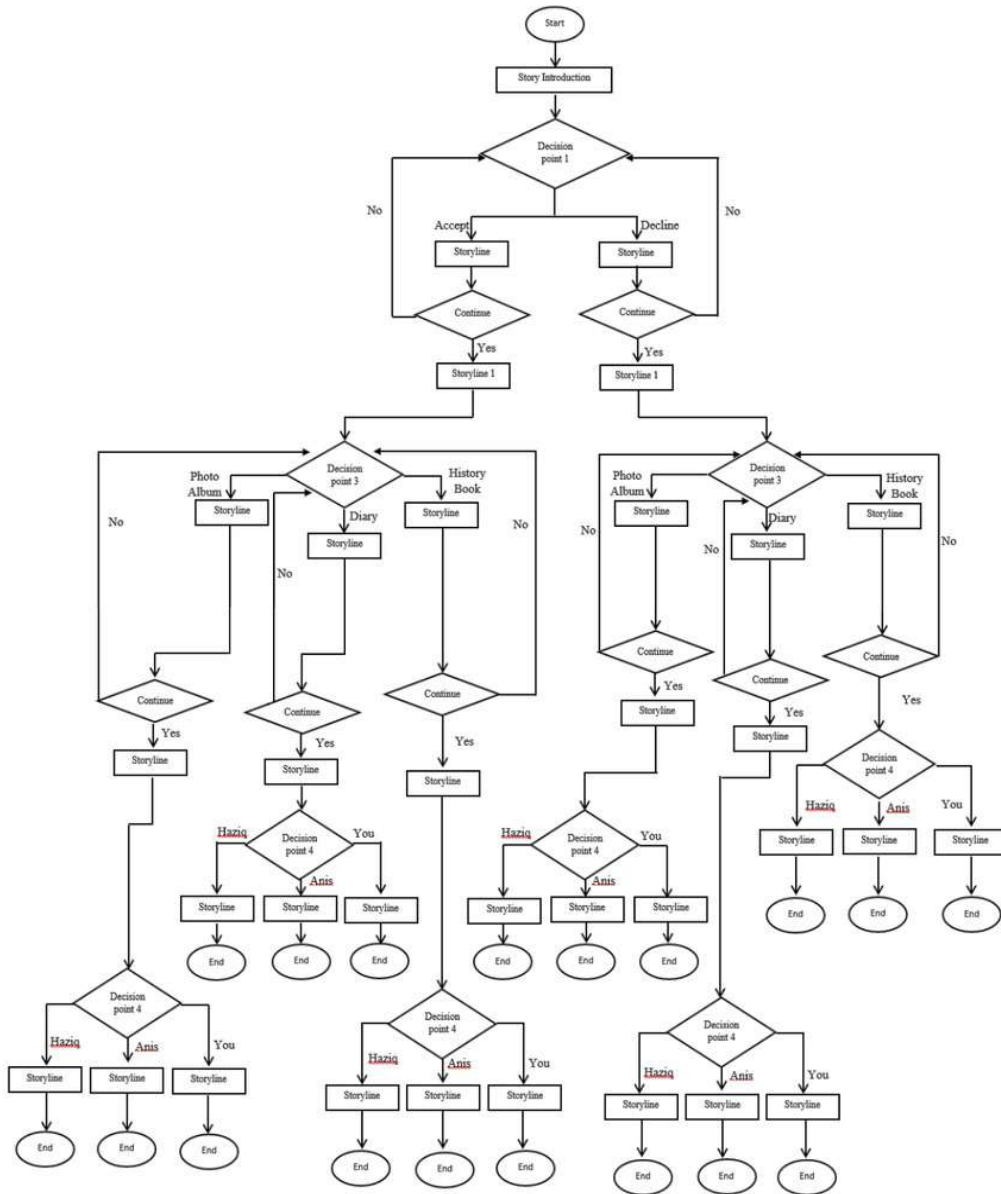 Start
Story Introduction
Decision
point 1
No
No
Accept
Decline
Storyline
Storyline
Continue
Continue
Yes
Yes
Storyline 1
Storyline 1
Decision
point 3
Photo
Album
History
Book
Storyline
Storyline
Diary
Storyline
No
No
No
Continue
Continue
Continue
Yes
Yes
Yes
Storyline
Storyline
Storyline
Decision
point 3
Photo
Album
History
Book
Storyline
Storyline
Diary
Storyline
No
No
No
Continue
Continue
Continue
Yes
Yes
Yes
Storyline
Storyline
Decision
point 4
Haziq
Anis
You
Storyline
Storyline
Storyline
End
End
End
Decision
point 4
Haziq
You
Anis
Storyline
Storyline
Storyline
End
End
End
Decision
point 4
Haziq
You
Anis
Storyline
Storyline
Storyline
End
End
End
Decision
point 4
Haziq
Anis
You
Storyline
Storyline
Storyline
End
End
End
Decision
point 4
Haziq
Anis
You
Storyline
Storyline
Storyline
End
End
End
Decision
point 4
Haziq
Anis
You
Storyline
Storyline
Storyline
End
End
End